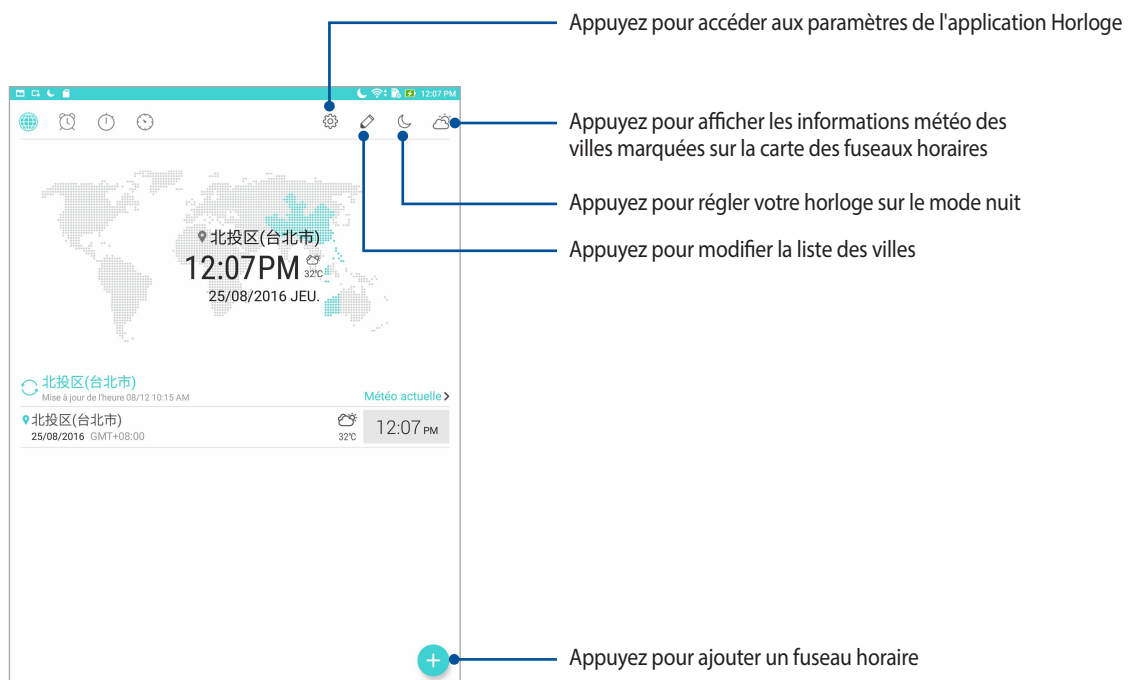 Appuyez pour accéder aux paramètres de l'application Horloge
12:07 PM
Appuyez pour afficher les informations météo des
villes marquées sur la carte des fuseaux horaires
Appuyez pour régler votre horloge sur le mode nuit
Appuyez pour modifier la liste des villes
北投区(台北市)
12:07PM
32°C
25/08/2016 JEU.
北投区(台北市)
Mise à jour de l'heure 08/12 10:15 AM
Météo actuelle
北投区(台北市)
25/08/2016 GMT+08:00
32°C
12:07 PM
Appuyez pour ajouter un fuseau horaire